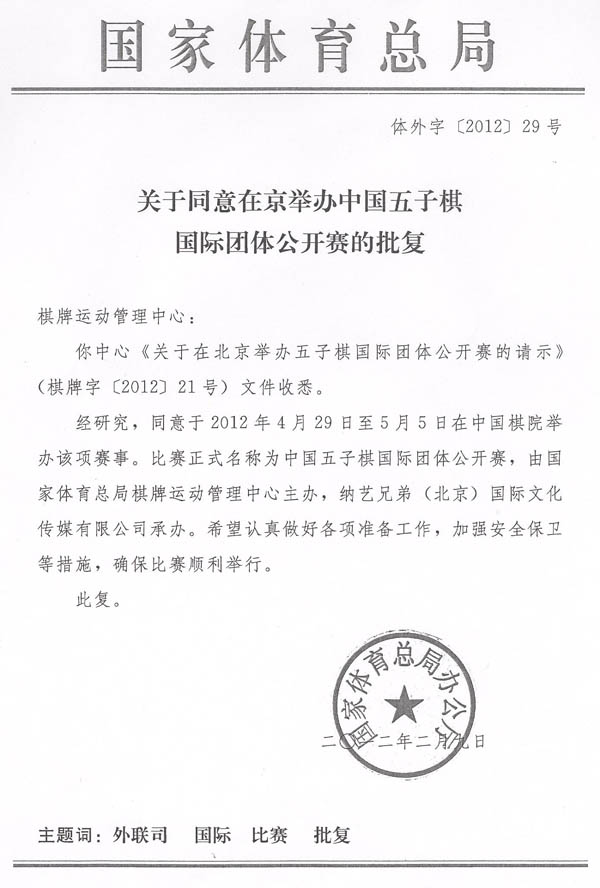 国家体育总局
体外字〔2012〕29号
关于同意在京举办中国五子棋
国际团体公开赛的批复
棋牌运动管理中心：
你中心《关于在北京举办五子棋国际团体公开赛的请示》
（棋牌字〔2012〕21号）文件收悉。
经研究，同意于2012年4月29日至5月5日在中国棋院举
办该项赛事。比赛正式名称为中国五子棋国际团体公开赛，由国
家体育总局棋牌运动管理中心主办，纳艺兄弟（北京）国际文化
传媒有限公司承办。希望认真做好各项准备工作，加强安全保卫
等措施，确保比赛顺利举行。
此复。
国家体育总局办公厅
二〇一二年二月九日
主题词：外联司 国际 比赛 批复